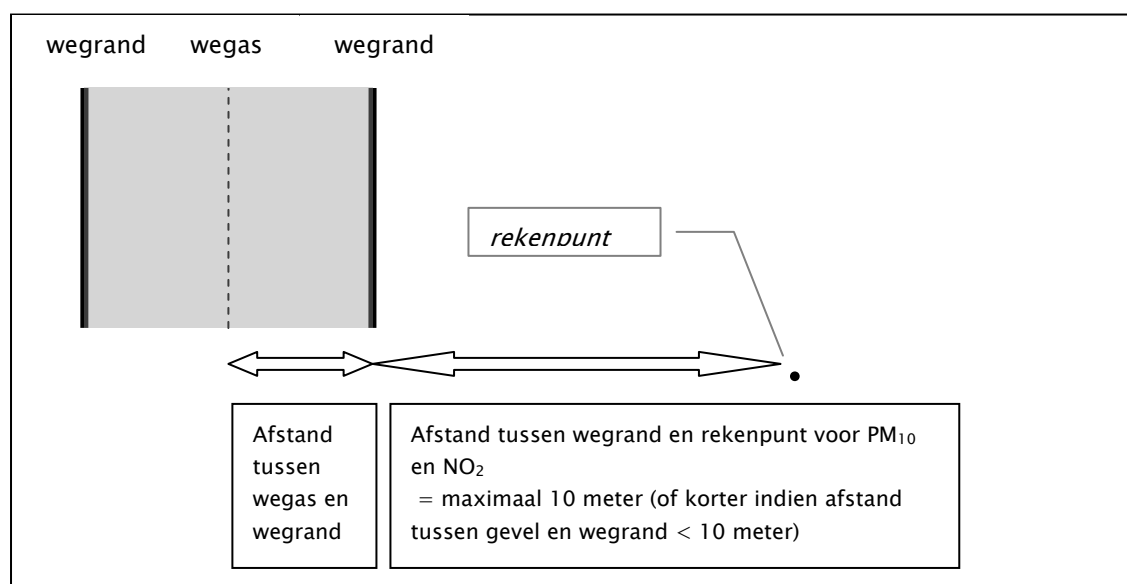 wegrand wegas wegrand
rekenpunt
Afstand
tussen
wegas en
wegrand
Afstand tussen wegrand en rekenpunt voor PM₁₀
en NO₂
= maximaal 10 meter (of korter indien afstand
tussen gevel en wegrand < 10 meter)